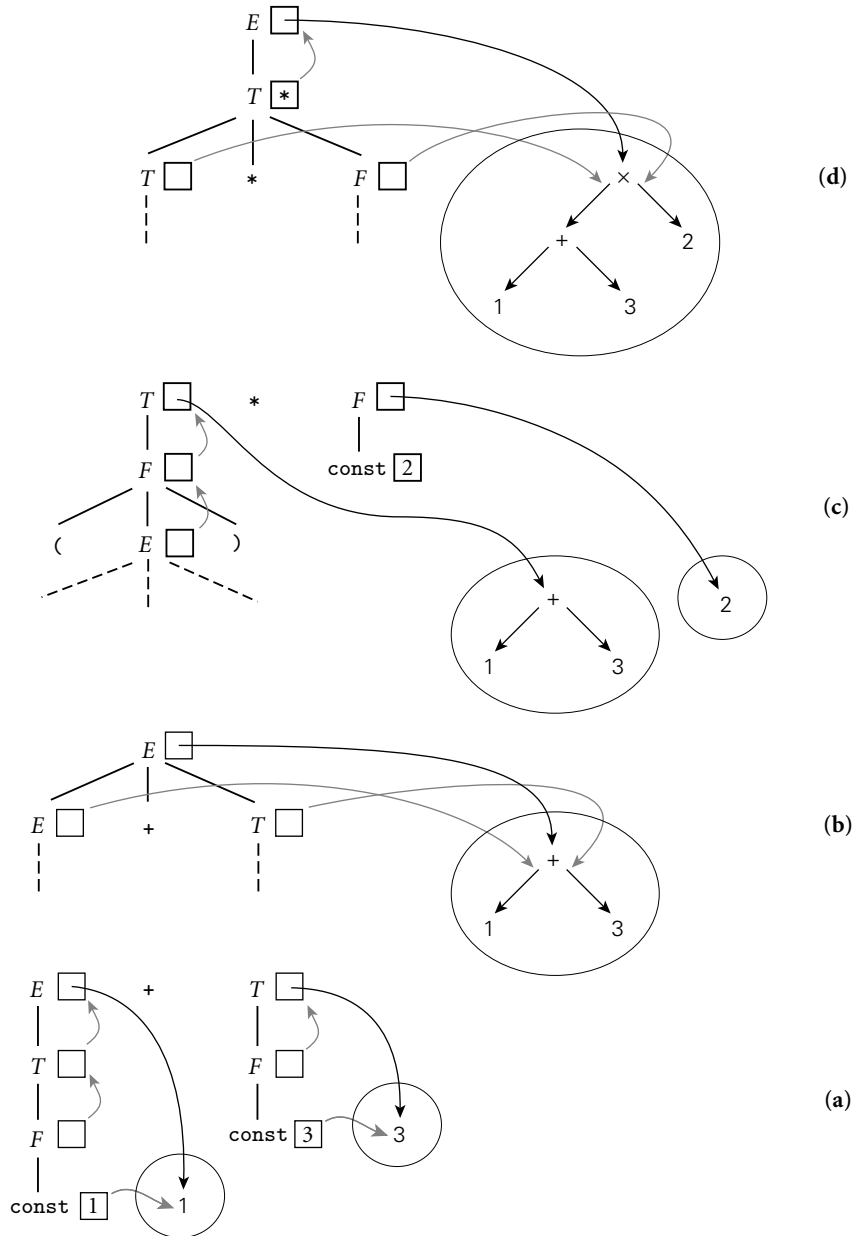 E
T *
T * F (d)
×
+ 2
1 3
T * F
F const 2
(c)
( E )
+ 2
1 3
E
E + T (b)
+
1 3
E + T
T F
(a)
F const 3 3
const 1 1